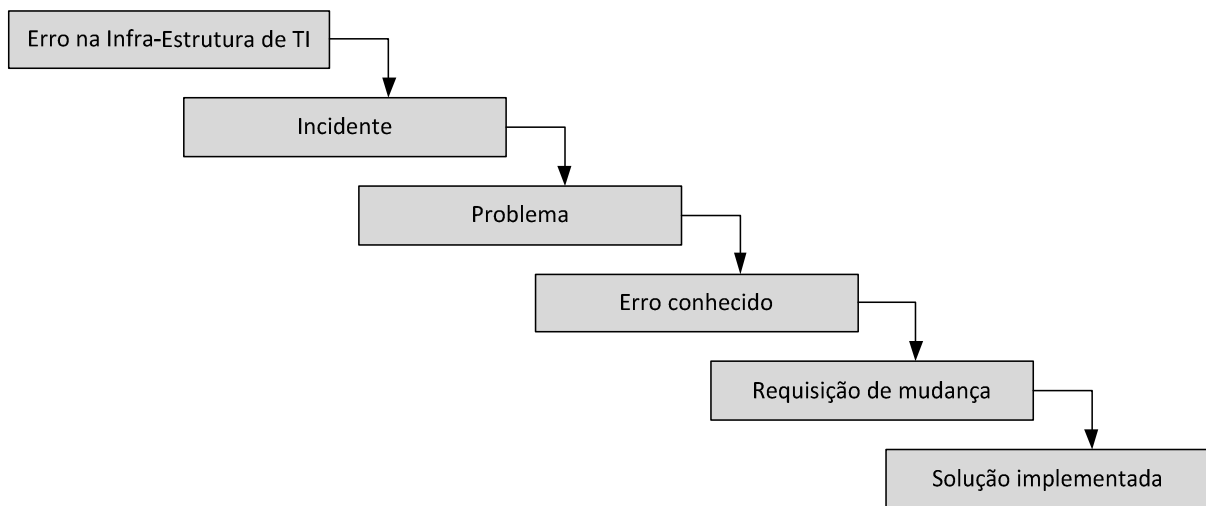 Erro na Infra-Estrutura de TI
Incidente
Problema
Erro conhecido
Requisição de mudança
Solução implementada